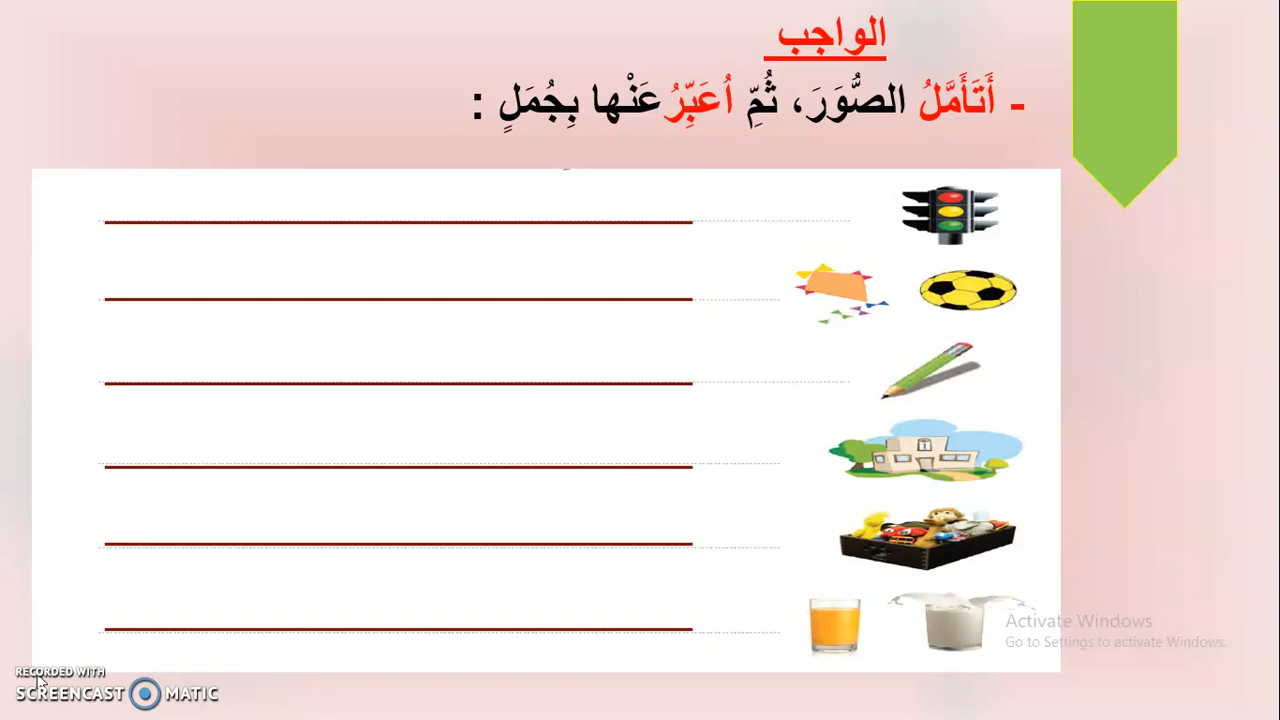 الواجب
- أَتَأَمَّلُ الصُّوَرَ، ثُمِّ اُعَبِّرُ عَنْها بِجُمَلٍ :
Activate Windows
Go to Settings to activate Windows.
RECORDED WITH
SCREENCAST MATIC